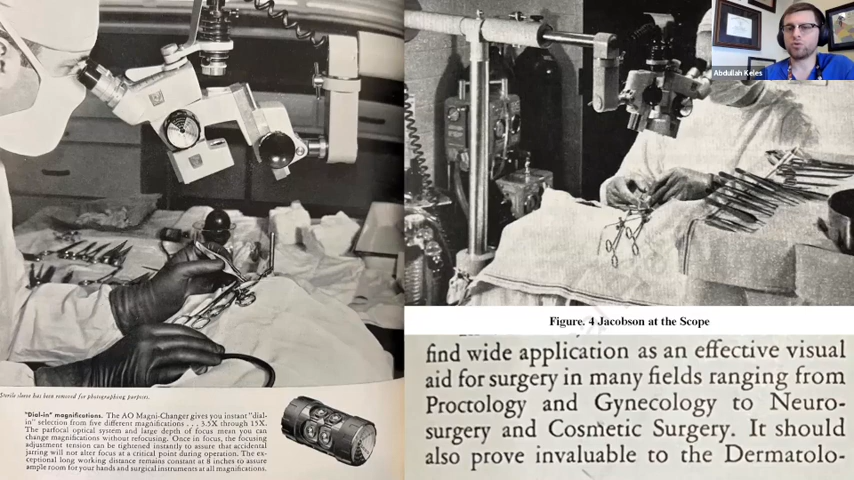 Sterile sleeve has been removed for photographing purposes.
"Dial-in" magnifications. The AO Magni-Changer gives you instant "dial-
in" selection from five different magnifications . . . 3.5X through 15X.
The parfocal optical system and large depth of focus mean you can
change magnifications without refocusing. Once in focus, the focusing
adjustment tension can be tightened instantly to assure that accidental
jarring will not alter focus at a critical point during operation. The ex-
ceptional long working distance remains constant at 8 inches to assure
ample room for your hands and surgical instruments at all magnifications.
Abdullah Keles
Figure. 4 Jacobson at the Scope
find wide application as an effective visual
aid for surgery in many fields ranging from
Proctology and Gynecology to Neuro-
surgery and Cosmetic Surgery. It should
also prove invaluable to the Dermatolo-